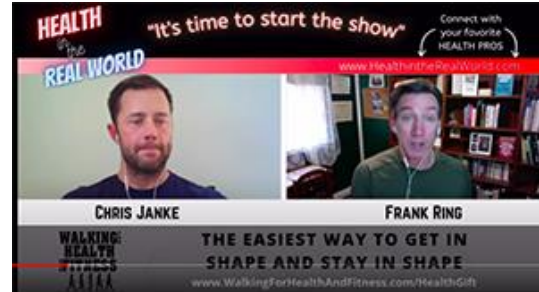 HEALTH
in
the
REAL WORLD
"It's time to start the show"
Connect with
your favorite
HEALTH PROS
www.HealthintheRealWorld.com
CHRIS JANKE
FRANK RING
WALKING:
HEALTH
FITNESS
THE EASIEST WAY TO GET IN
SHAPE AND STAY IN SHAPE
www.WalkingForHealthAndFitness.com/HealthGift